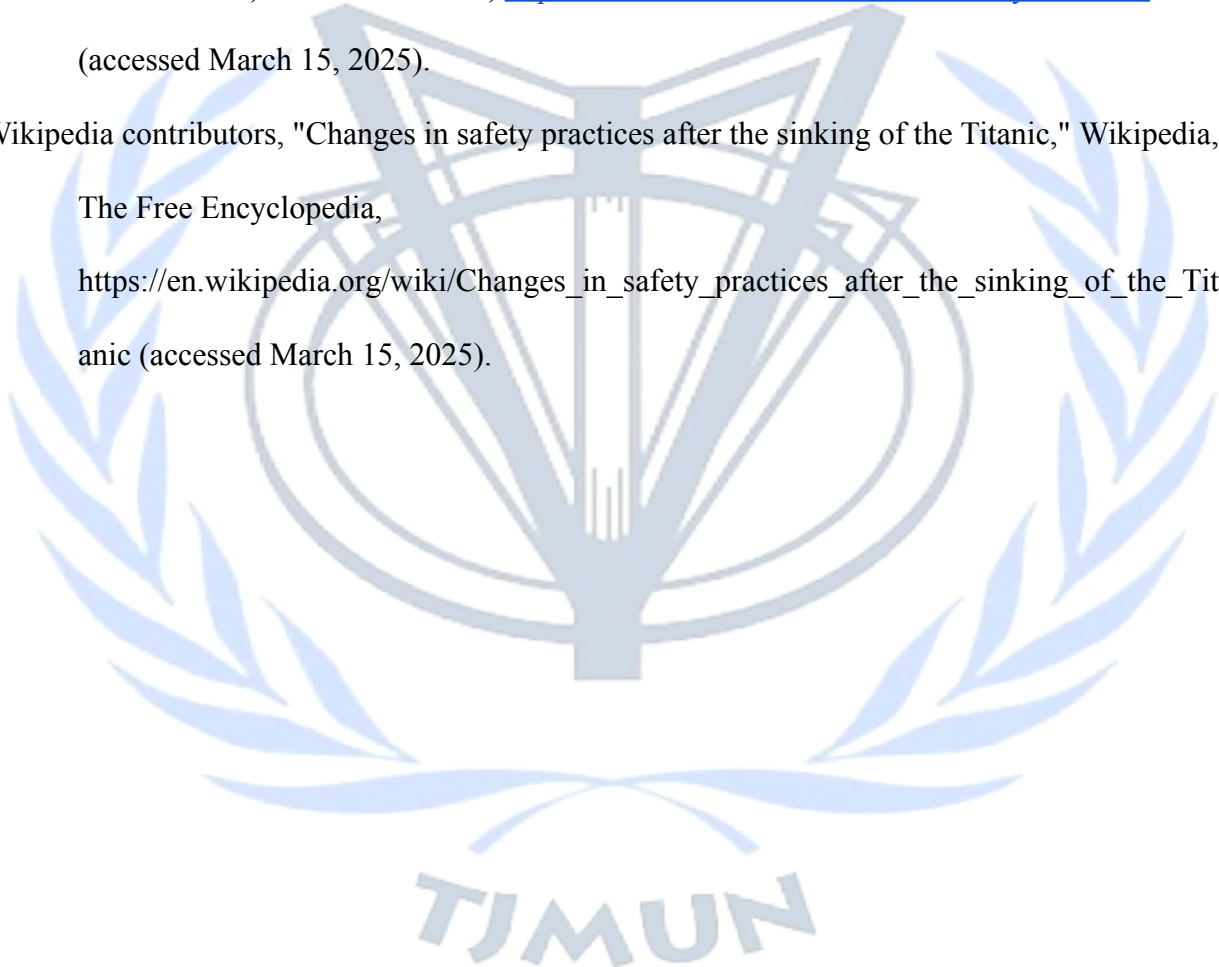 (accessed March 15, 2025).
Wikipedia contributors, "Changes in safety practices after the sinking of the Titanic," Wikipedia,
The Free Encyclopedia,
https://en.wikipedia.org/wiki/Changes_in_safety_practices_after_the_sinking_of_the_Tit
anic (accessed March 15, 2025).
TJMUN